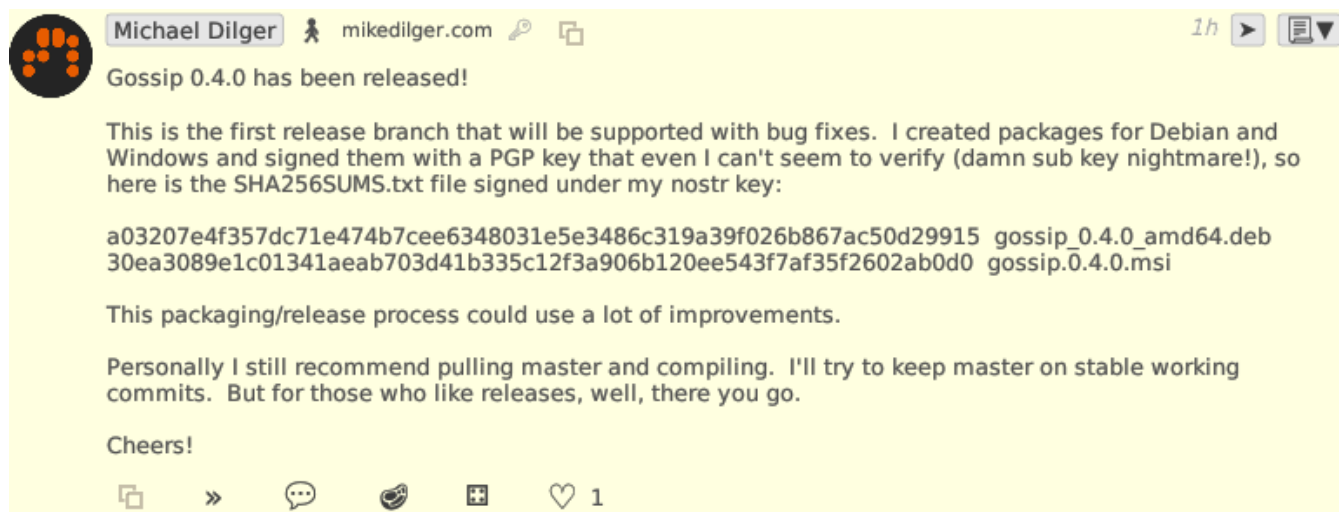 Michael Dilger mikedilger.com 1h
Gossip 0.4.0 has been released!
This is the first release branch that will be supported with bug fixes.  I created packages for Debian and
Windows and signed them with a PGP key that even I can't seem to verify (damn sub key nightmare!), so
here is the SHA256SUMS.txt file signed under my nostr key:
a03207e4f357dc71e474b7cee6348031e5e3486c319a39f026b867ac50d29915  gossip_0.4.0_amd64.deb
30ea3089e1c01341aeab703d41b335c12f3a906b120ee543f7af35f2602ab0d0  gossip.0.4.0.msi
This packaging/release process could use a lot of improvements.
Personally I still recommend pulling master and compiling.  I'll try to keep master on stable working
commits.  But for those who like releases, well, there you go.
Cheers!
1